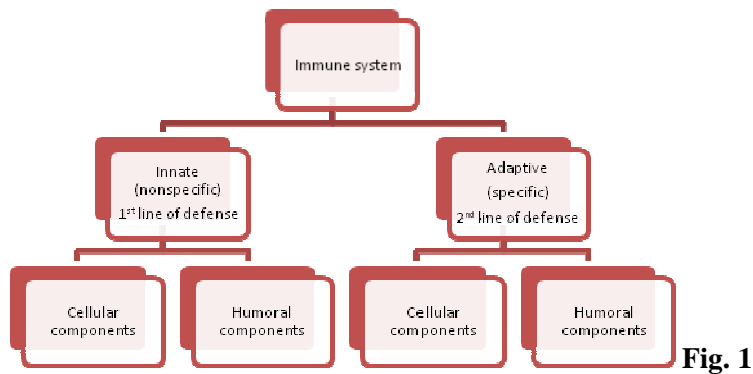 Immune system
Innate
(nonspecific)
1st line of defense
Adaptive
(specific)
2nd line of defense
Cellular
components
Humoral
components
Cellular
components
Humoral
components
Fig. 1